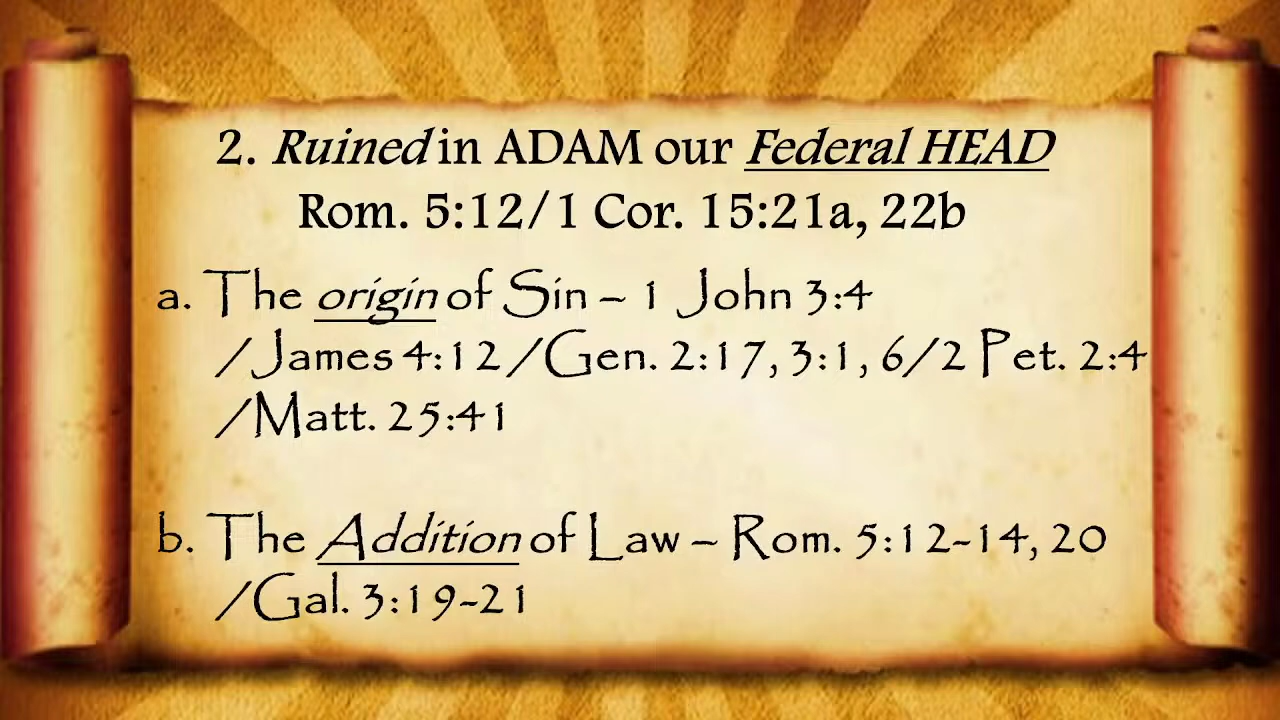 2. Ruined in ADAM our Federal HEAD
Rom. 5:12/1 Cor. 15:21a, 22b
a. The origin of Sin – 1 John 3:4
/James 4:12/Gen. 2:17, 3:1, 6/2 Pet. 2:4
/Matt. 25:41
b. The Addition of Law – Rom. 5:12-14, 20
/Gal. 3:19-21